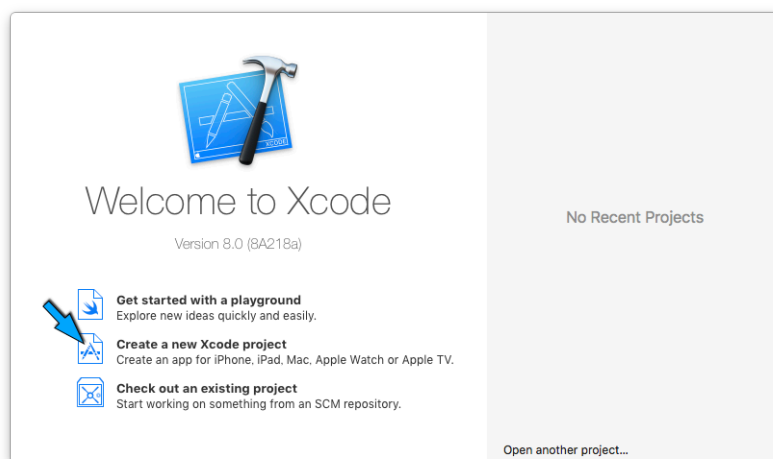 XCODE
Welcome to Xcode
Version 8.0 (8A218a)
No Recent Projects
Get started with a playground
Explore new ideas quickly and easily.
Create a new Xcode project
Create an app for iPhone, iPad, Mac, Apple Watch or Apple TV.
Check out an existing project
Start working on something from an SCM repository.
Open another project...